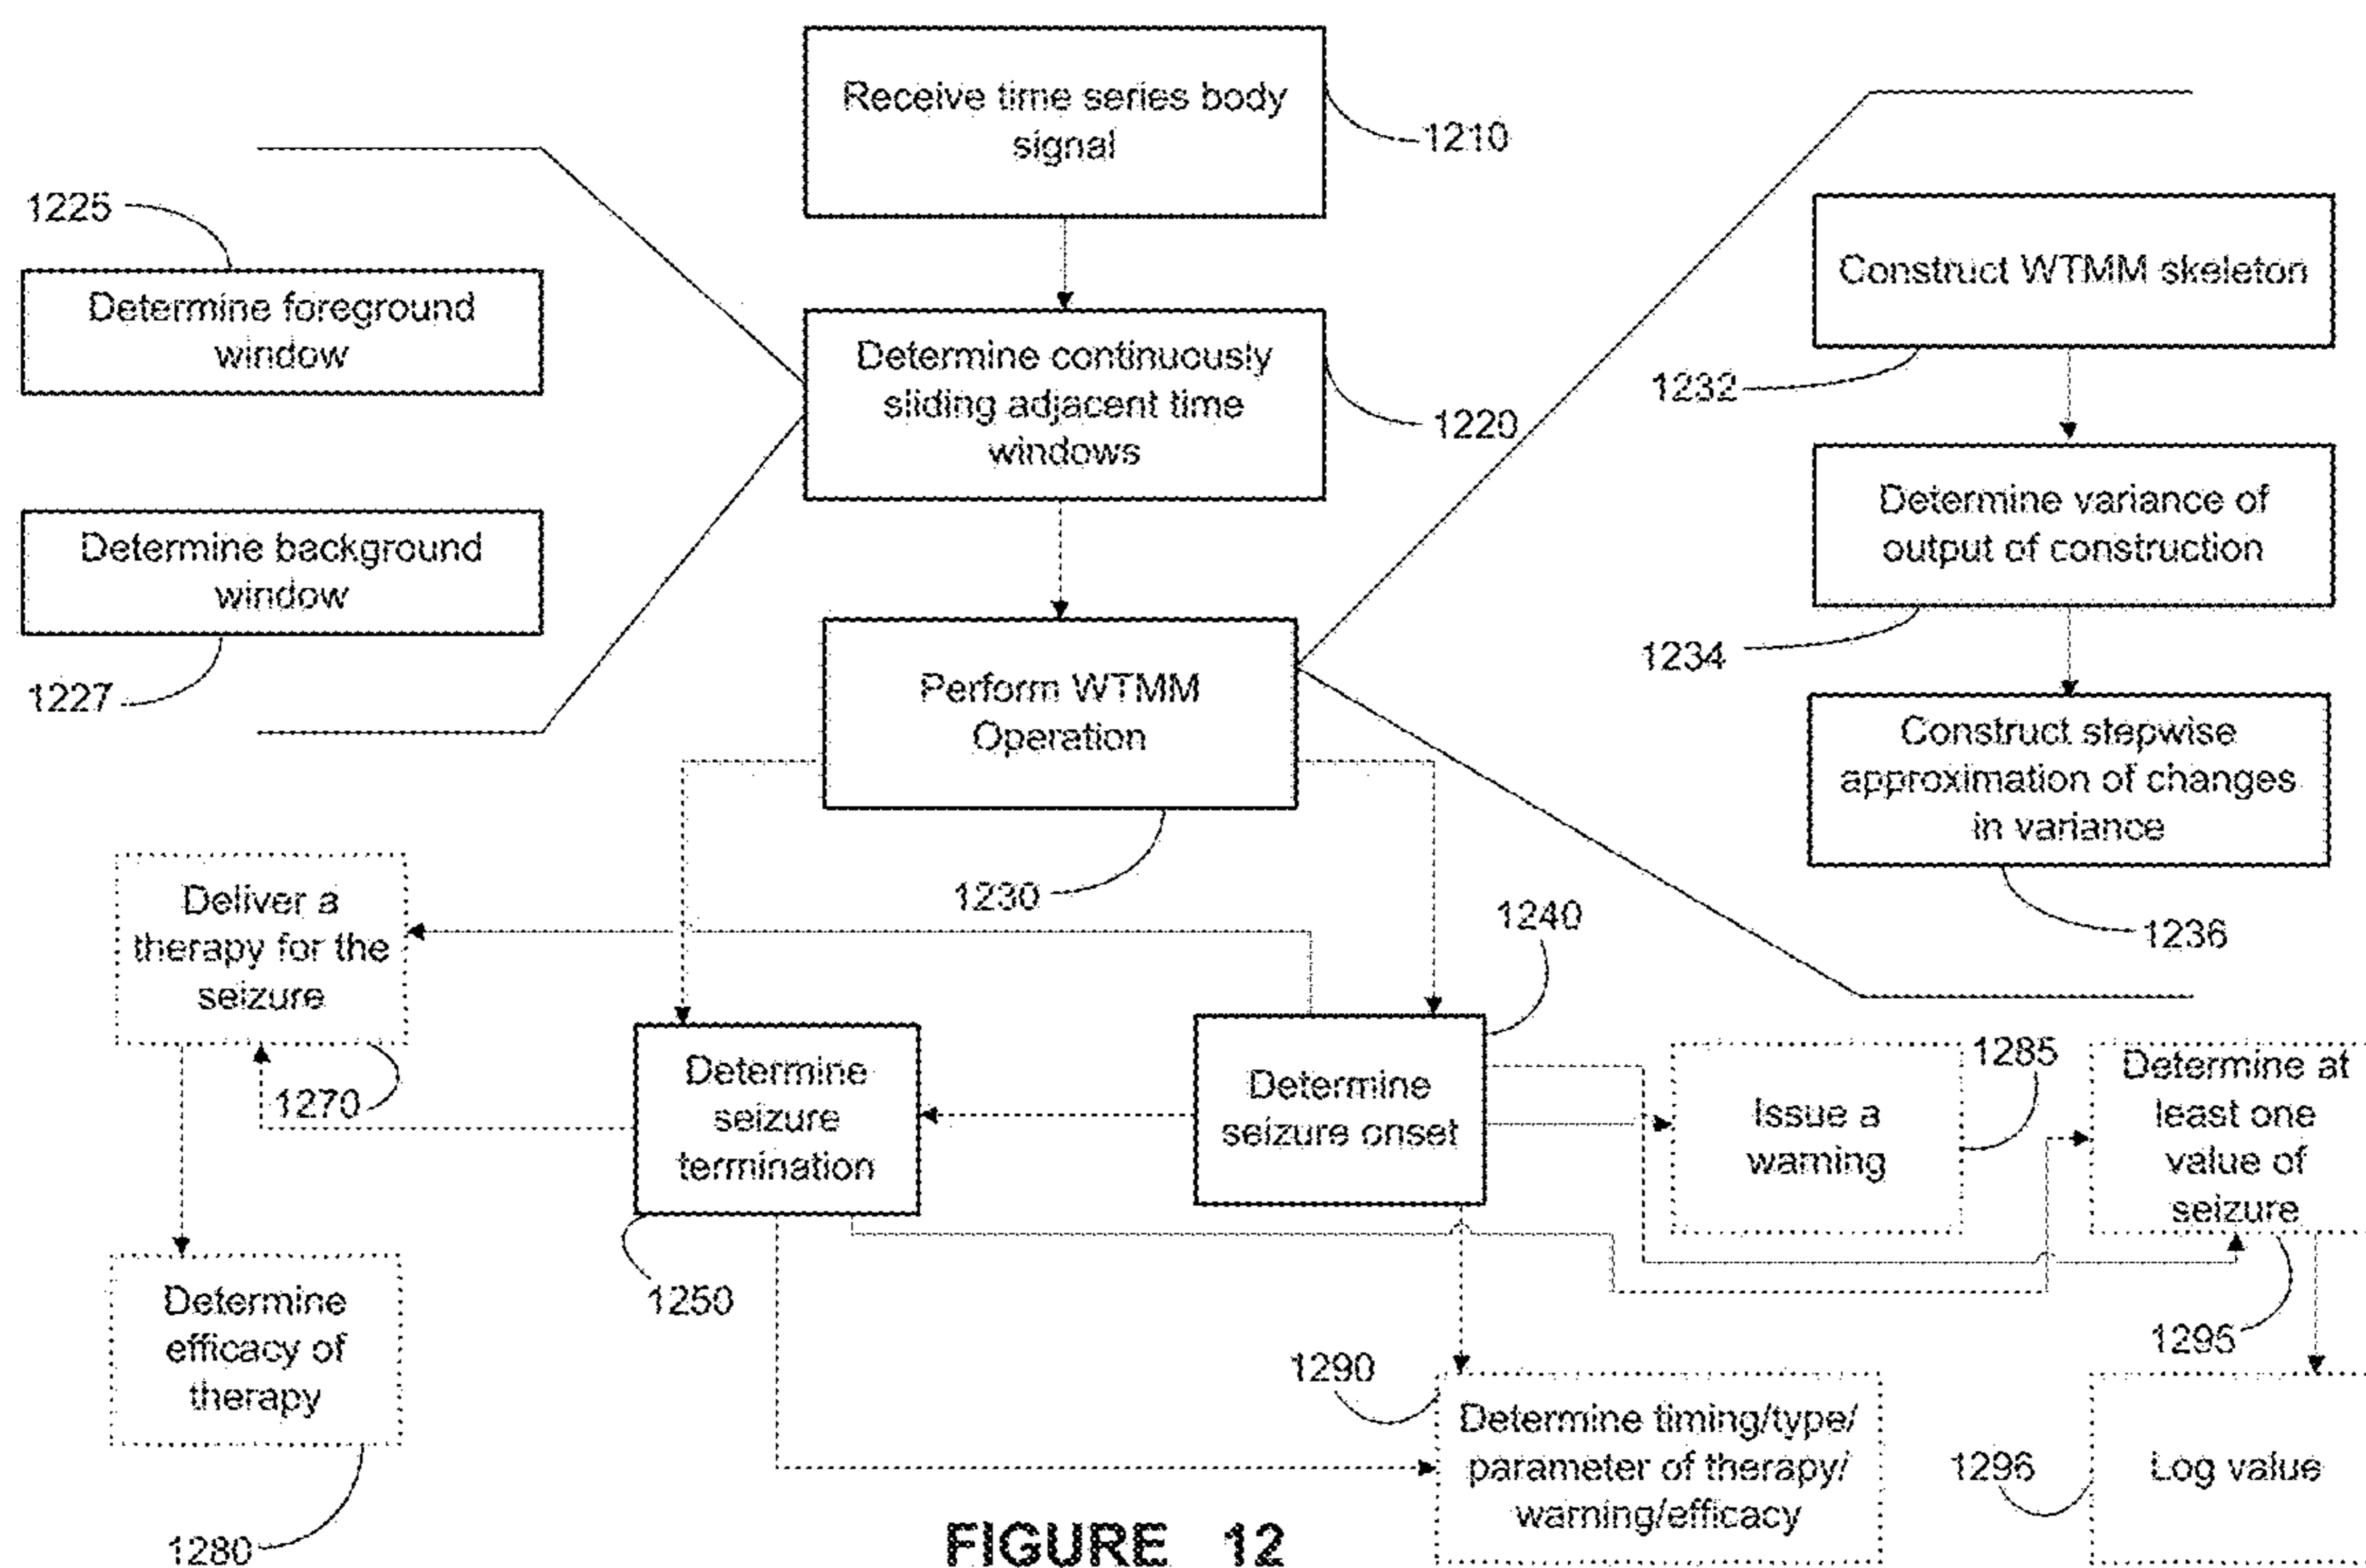 Receive time series body
signal
1210
1225
Determine foreground
window
Determine background
window
1227
Determine continuously
sliding adjacent time
windows
1220
Construct WTMM skeleton
1232
Determine variance of
output of construction
1234
Construct stepwise
approximation of changes
in variance
1236
Perform WTMM
Operation
1230
Deliver a
therapy for the
seizure
1270
Determine
efficacy of
therapy
1280
Determine
seizure
termination
1250
1240
Determine
seizure onset
Issue a
warning
1285
Determine at
least one
value of
seizure
1295
1290
Determine timing/type/
parameter of therapy/
warning/efficacy
1296
Log value
FIGURE 12